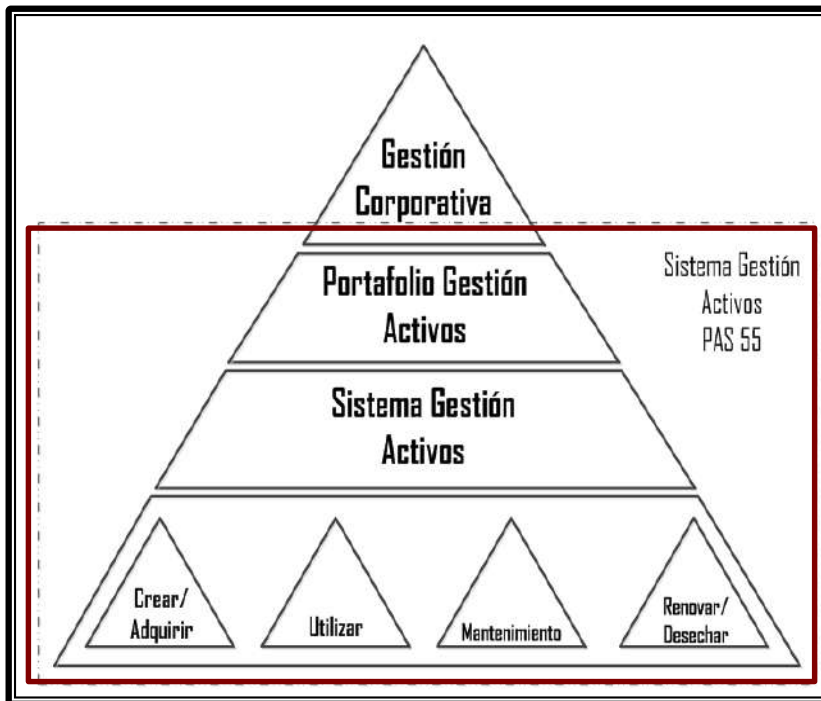 Gestión
Corporativa
Portafolio Gestión
Activos
Sistema Gestión
Activos
PAS 55
Sistema Gestión
Activos
Crear/
Adquirir
Utilizar
Mantenimiento
Renovar/
Desechar